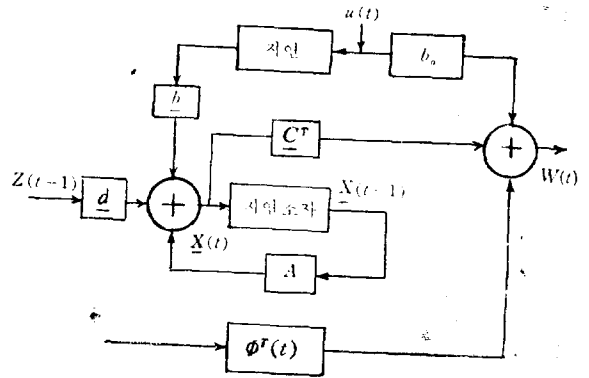 u(t)
지연
b₀
b
C^T
Z(t-1)
d
+
지연소자
X(t-1)
+
W(t)
X(t)
A
Φ^T(t)